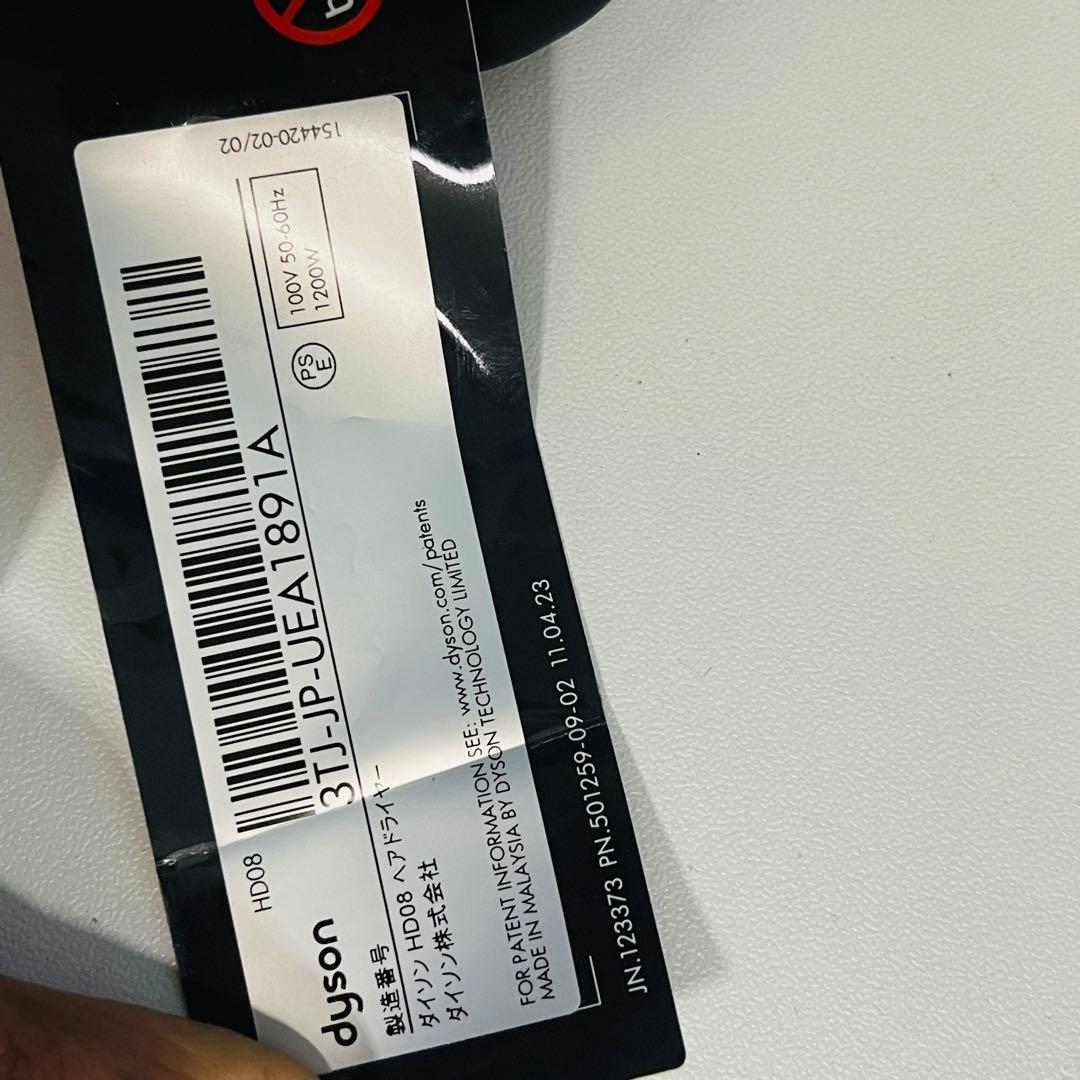 HD08
dyson
3TJ-JP-UEA1891A
製造番号
ダイソン HD08 ヘアドライヤー
ダイソン株式会社
PS
E
100V 50-60Hz
1200W
FOR PATENT INFORMATION SEE: www.dyson.com/patents
MADE IN MALAYSIA BY DYSON TECHNOLOGY LIMITED
154420-02/02
JN.123373 PN.501259-09-02 11.04.23